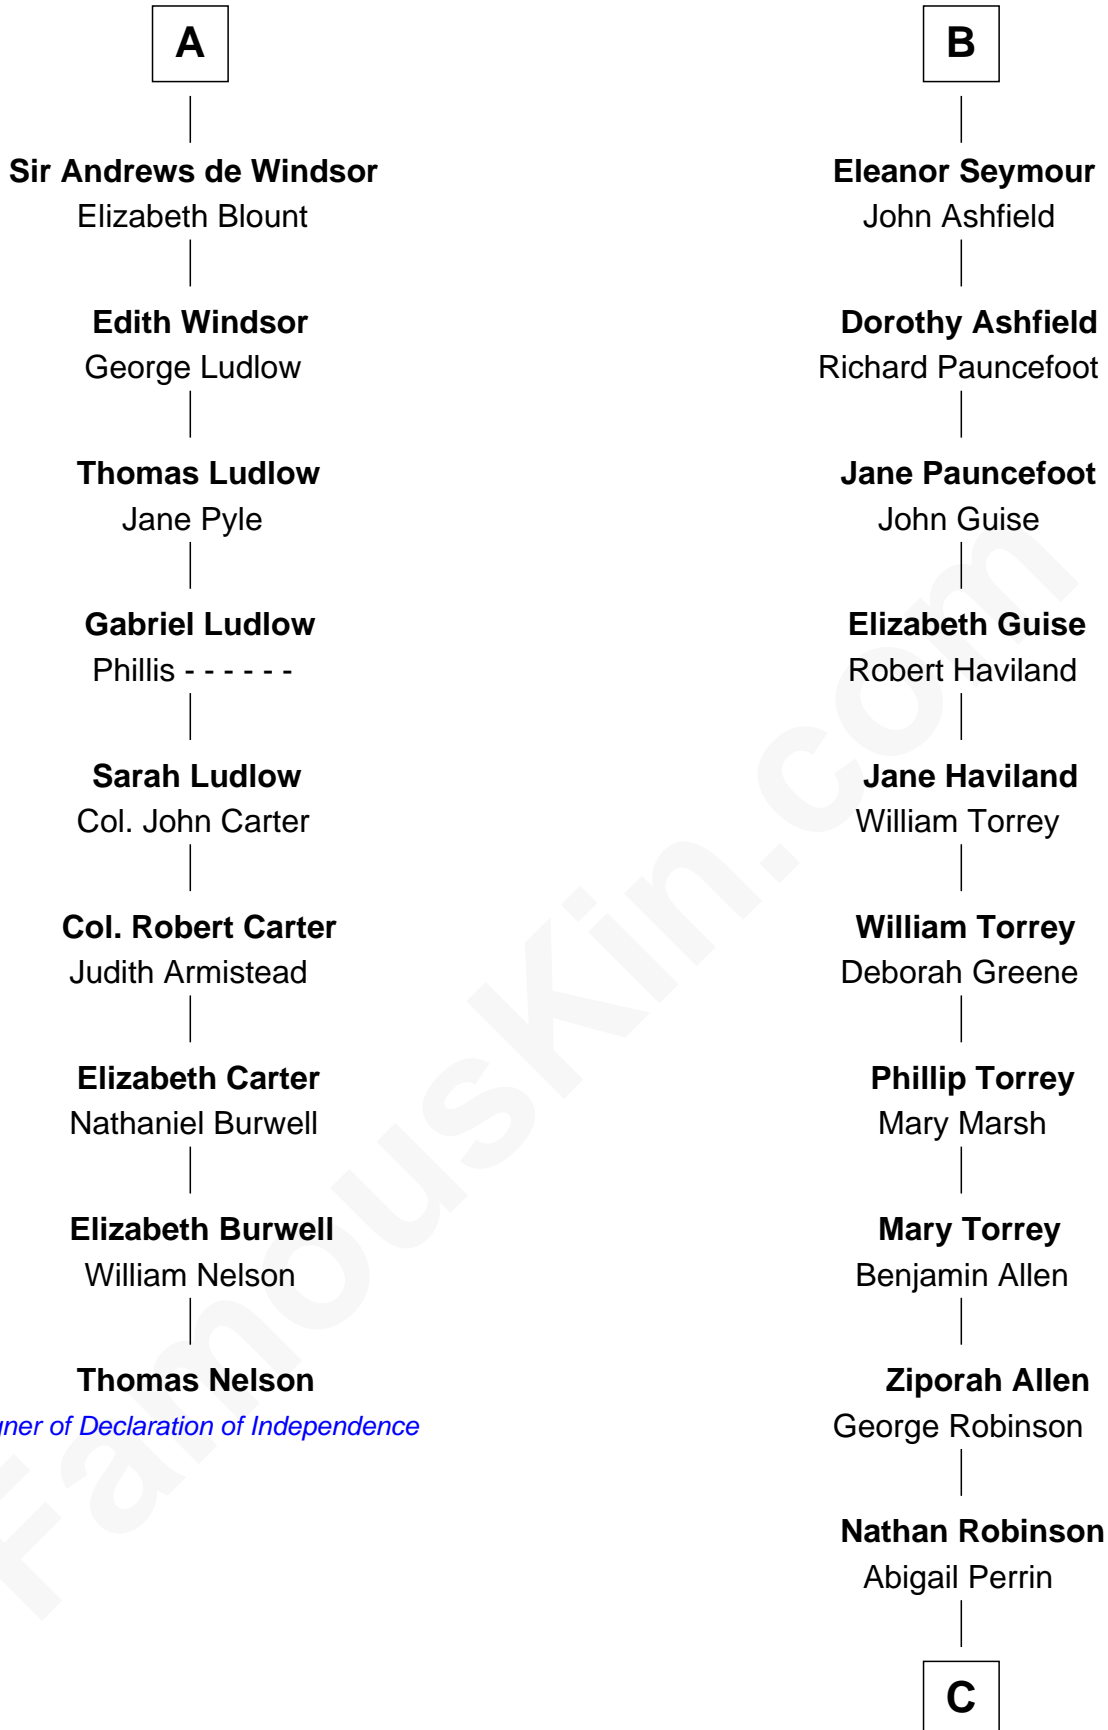 A
Sir Andrews de Windsor
Elizabeth Blount
Edith Windsor
George Ludlow
Thomas Ludlow
Jane Pyle
Gabriel Ludlow
Phillis - - - - - -
Sarah Ludlow
Col. John Carter
Col. Robert Carter
Judith Armistead
Elizabeth Carter
Nathaniel Burwell
Elizabeth Burwell
William Nelson
Thomas Nelson
of Declaration of Independence
B
Eleanor Seymour
John Ashfield
Dorothy Ashfield
Richard Pauncefoot
Jane Pauncefoot
John Guise
Elizabeth Guise
Robert Haviland
Jane Haviland
William Torrey
William Torrey
Deborah Greene
Phillip Torrey
Mary Marsh
Mary Torrey
Benjamin Allen
Ziporah Allen
George Robinson
Nathan Robinson
Abigail Perrin
C
FamousKin.com